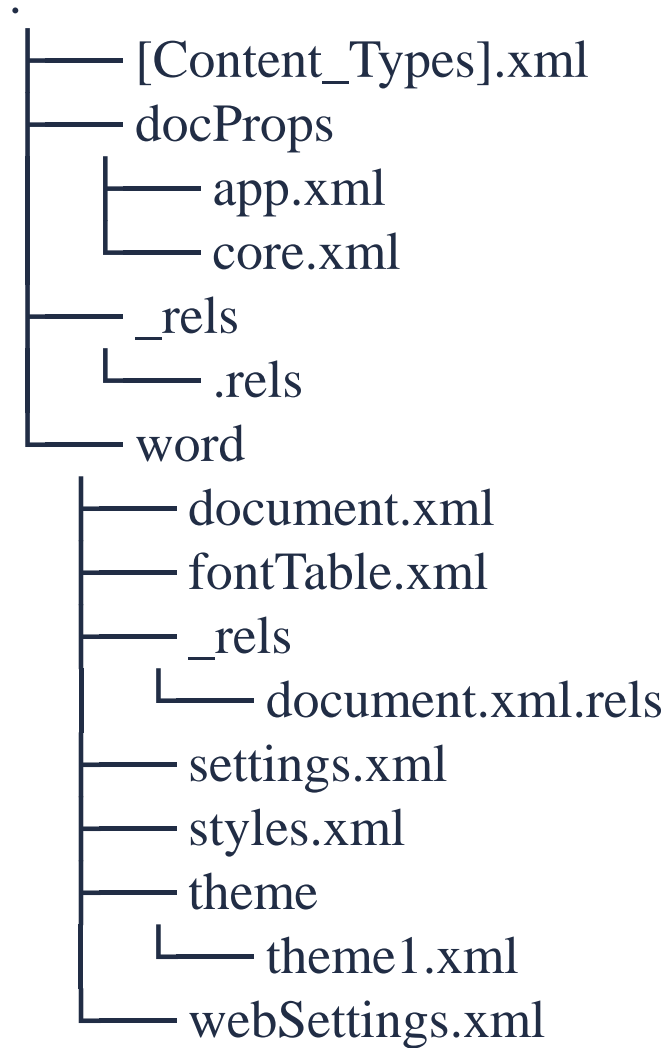 .
[Content_Types].xml
docProps
app.xml
core.xml
_rels
.rels
word
document.xml
fontTable.xml
_rels
document.xml.rels
settings.xml
styles.xml
theme
theme1.xml
webSettings.xml